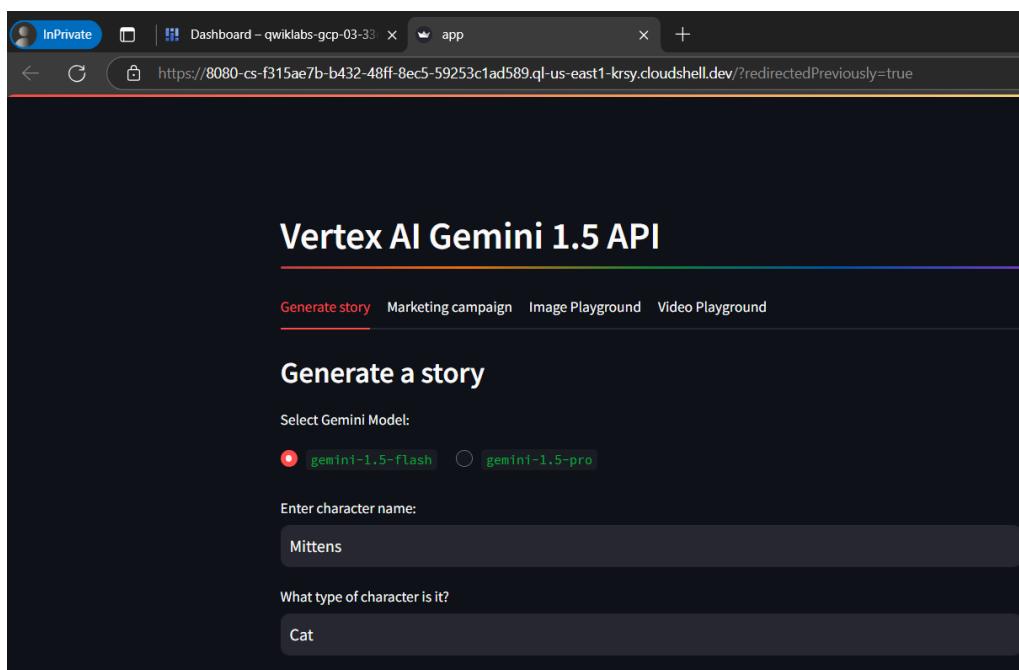 InPrivate Dashboard – qwiklabs-gcp-03-33 app
https://8080-cs-f315ae7b-b432-48ff-8ec5-59253c1ad589.ql-us-east1-krsy.cloudshell.dev/?redirectedPreviously=true
Vertex AI Gemini 1.5 API
Generate story Marketing campaign Image Playground Video Playground
Generate a story
Select Gemini Model:
gemini-1.5-flash gemini-1.5-pro
Enter character name:
Mittens
What type of character is it?
Cat